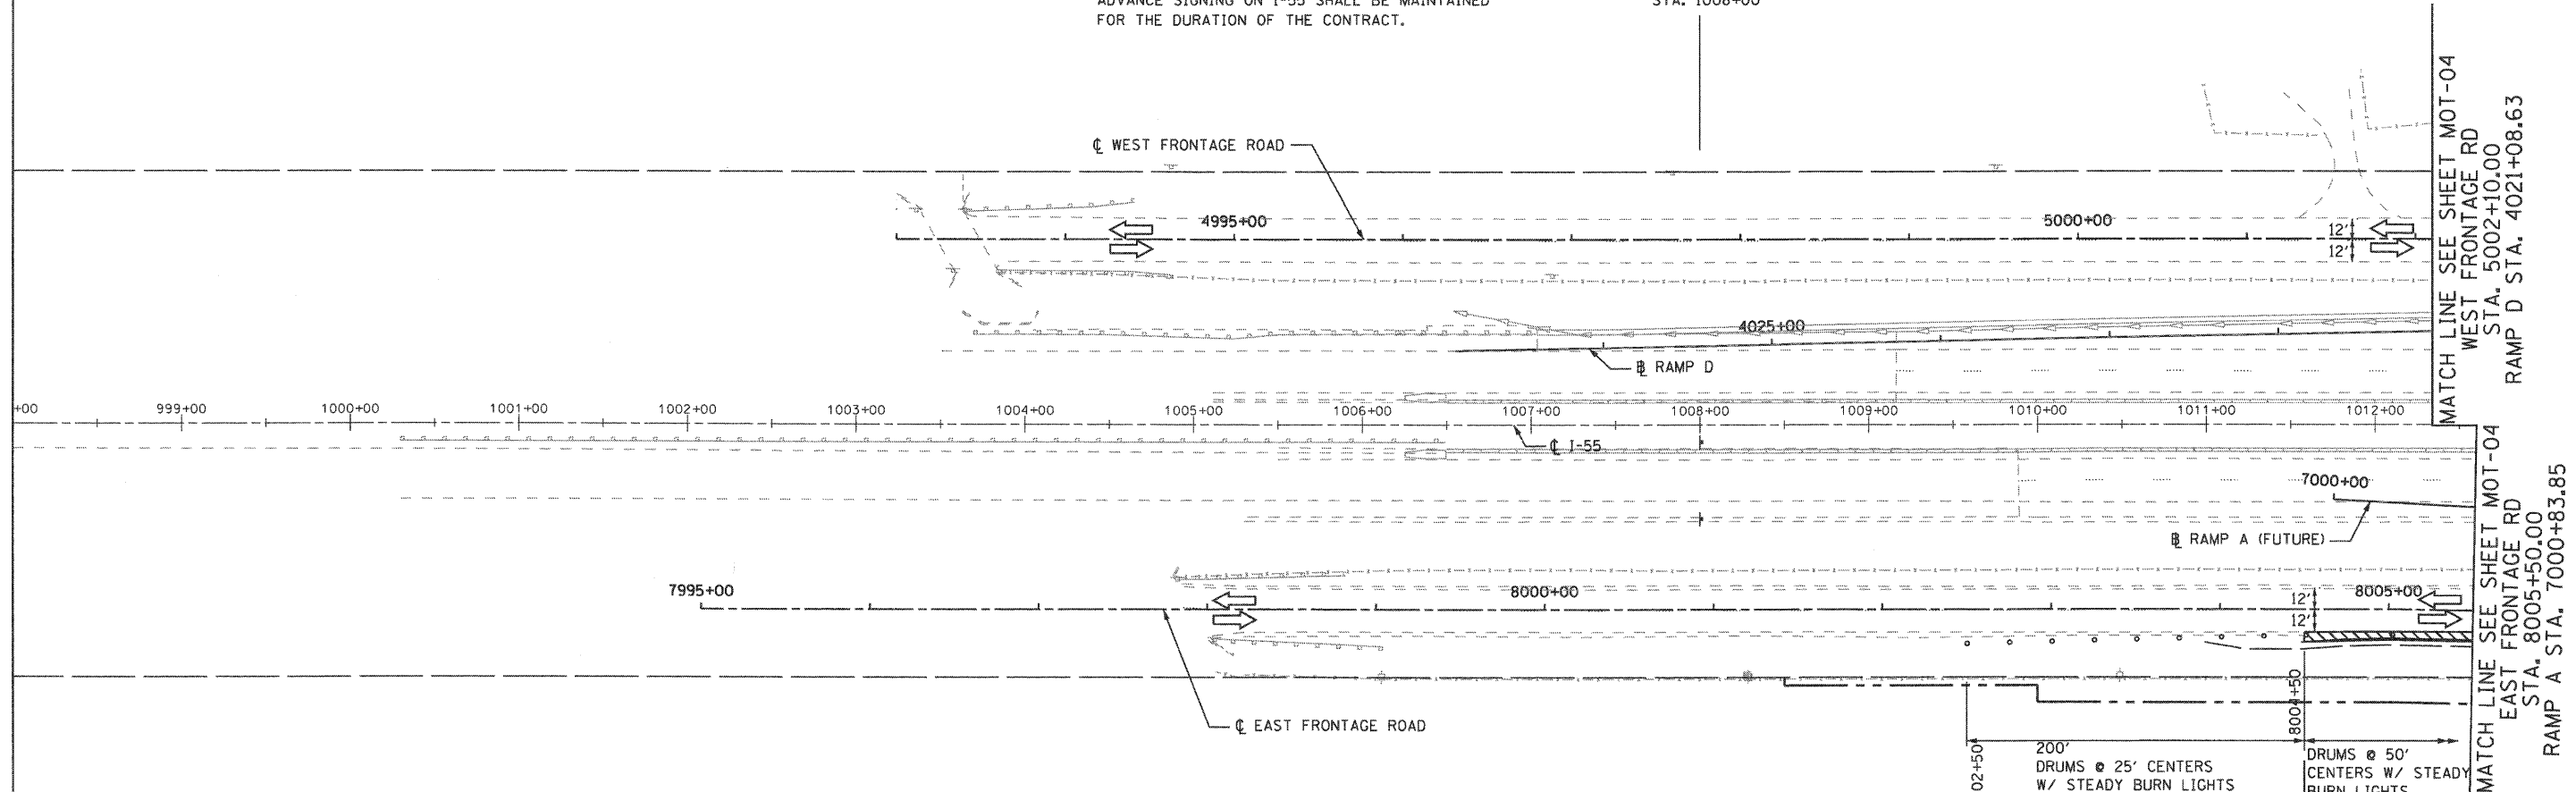 ADVANCE SIGNING ON I-55 SHALL BE MAINTAINED
FOR THE DURATION OF THE CONTRACT.
STA. 1008+00
℄ WEST FRONTAGE ROAD
4995+00
5000+00
12'
12'
4025+00
RAMP D
+00
999+00
1000+00
1001+00
1002+00
1003+00
1004+00
1005+00
1006+00
1007+00
1008+00
1009+00
1010+00
1011+00
1012+00
℄ I-55
7000+00
RAMP A (FUTURE)
7995+00
8000+00
8005+00
12'
12'
℄ EAST FRONTAGE ROAD
02+50
8004+50
200'
DRUMS @ 25' CENTERS
W/ STEADY BURN LIGHTS
DRUMS @ 50'
CENTERS W/ STEADY
BURN LIGHTS
MATCH LINE SEE SHEET MOT-04
WEST FRONTAGE RD
STA. 5002+10.00
RAMP D STA. 4021+08.63
MATCH LINE SEE SHEET MOT-04
EAST FRONTAGE RD
STA. 8005+50.00
RAMP A STA. 7000+83.85